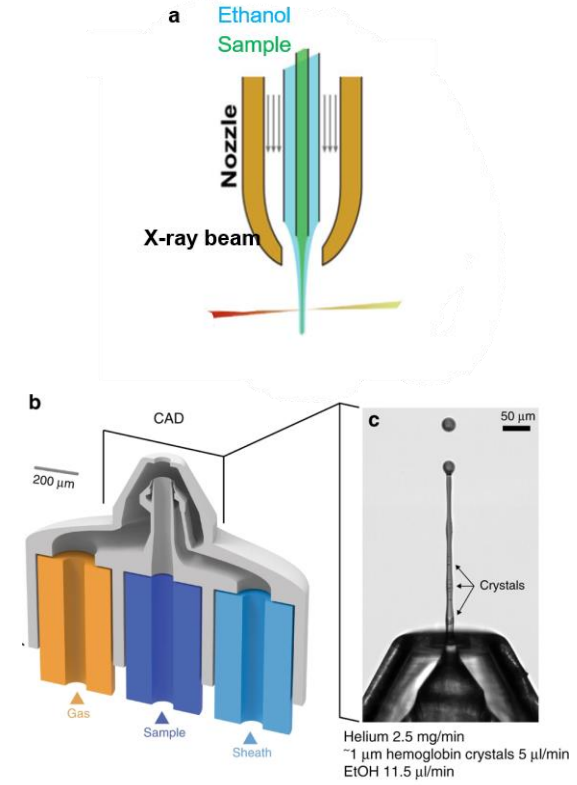 a
Ethanol
Sample
Nozzle
X-ray beam
b
CAD
200 μm
Gas
Sample
Sheath
c
50 μm
Crystals
Helium 2.5 mg/min
~1 μm hemoglobin crystals 5 μl/min
EtOH 11.5 μl/min